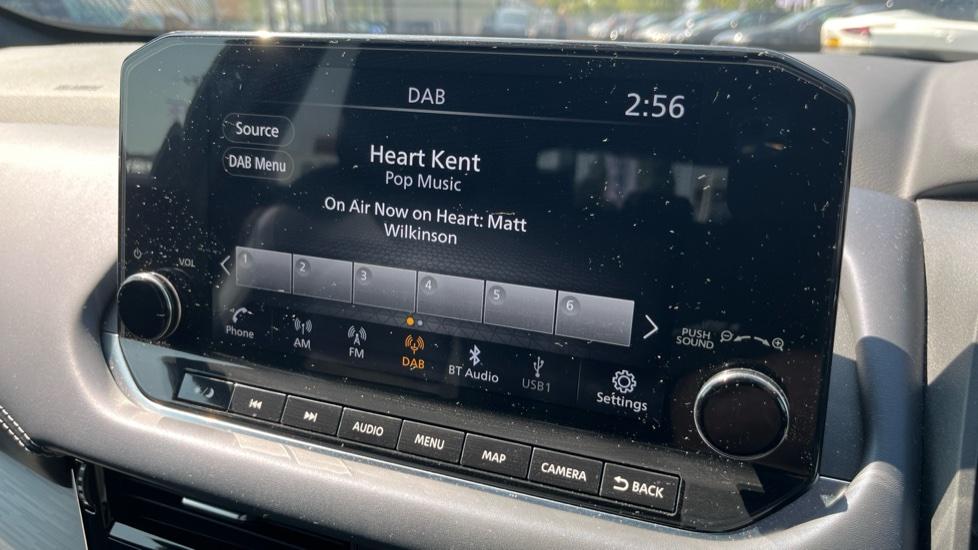 DAB
2:56
Source
DAB Menu
Heart Kent
Pop Music
On Air Now on Heart: Matt
Wilkinson
VOL
1
2
3
4
5
6
PUSH
SOUND
Phone
AM
FM
DAB
BT Audio
USB1
Settings
AUDIO
MENU
MAP
CAMERA
BACK